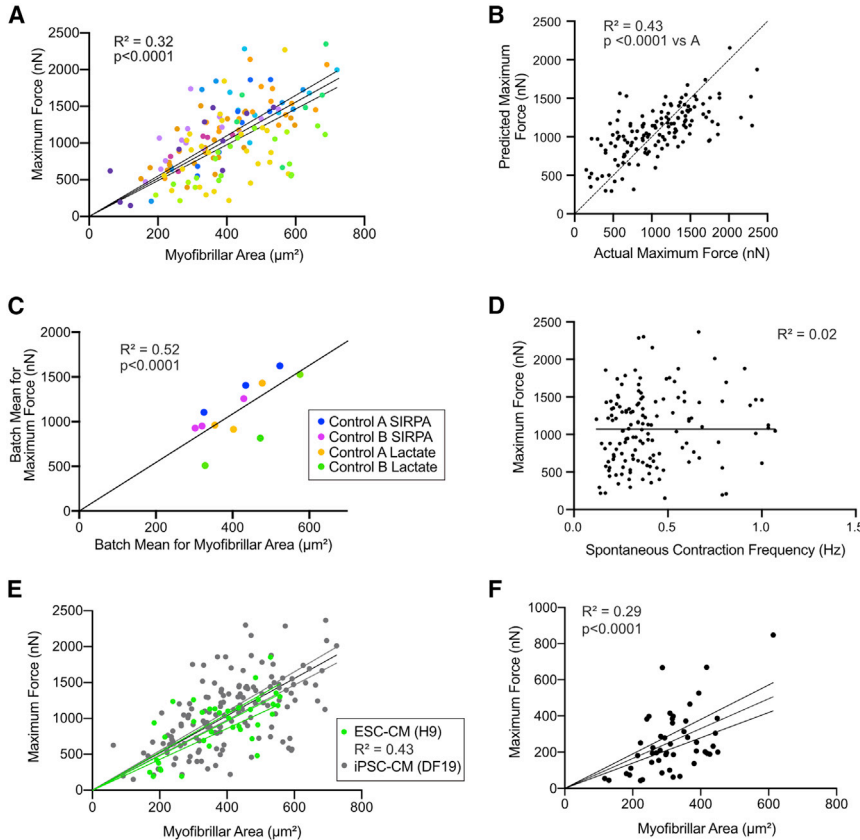 A
R² = 0.32
p<0.0001
Maximum Force (nN)
2500
2000
1500
1000
500
0
0 200 400 600 800
Myofibrillar Area (µm²)
B
R² = 0.43
p <0.0001 vs A
Predicted Maximum
Force (nN)
2500
2000
1500
1000
500
0
0 500 1000 1500 2000 2500
Actual Maximum Force (nN)
C
R² = 0.52
p<0.0001
Batch Mean for
Maximum Force (nN)
2000
1500
1000
500
0
0 200 400 600
Batch Mean for Myofibrillar Area (µm²)
Control A SIRPA
Control B SIRPA
Control A Lactate
Control B Lactate
D
R² = 0.02
Maximum Force (nN)
2500
2000
1500
1000
500
0
0.0 0.5 1.0 1.5
Spontaneous Contraction Frequency (Hz)
E
Maximum Force (nN)
2500
2000
1500
1000
500
0
0 200 400 600 800
Myofibrillar Area (µm²)
ESC-CM (H9)
R² = 0.43
iPSC-CM (DF19)
F
R² = 0.29
p<0.0001
Maximum Force (nN)
1000
800
600
400
200
0
0 200 400 600 800
Myofibrillar Area (µm²)